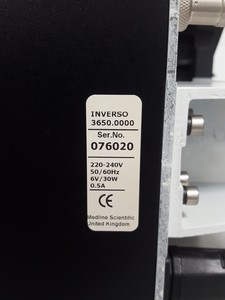 INVERSO
3650.0000
Ser.No.
076020
220-240V
50/60Hz
6V/30W
0.5A
CE
Medline Scientific
United Kingdom